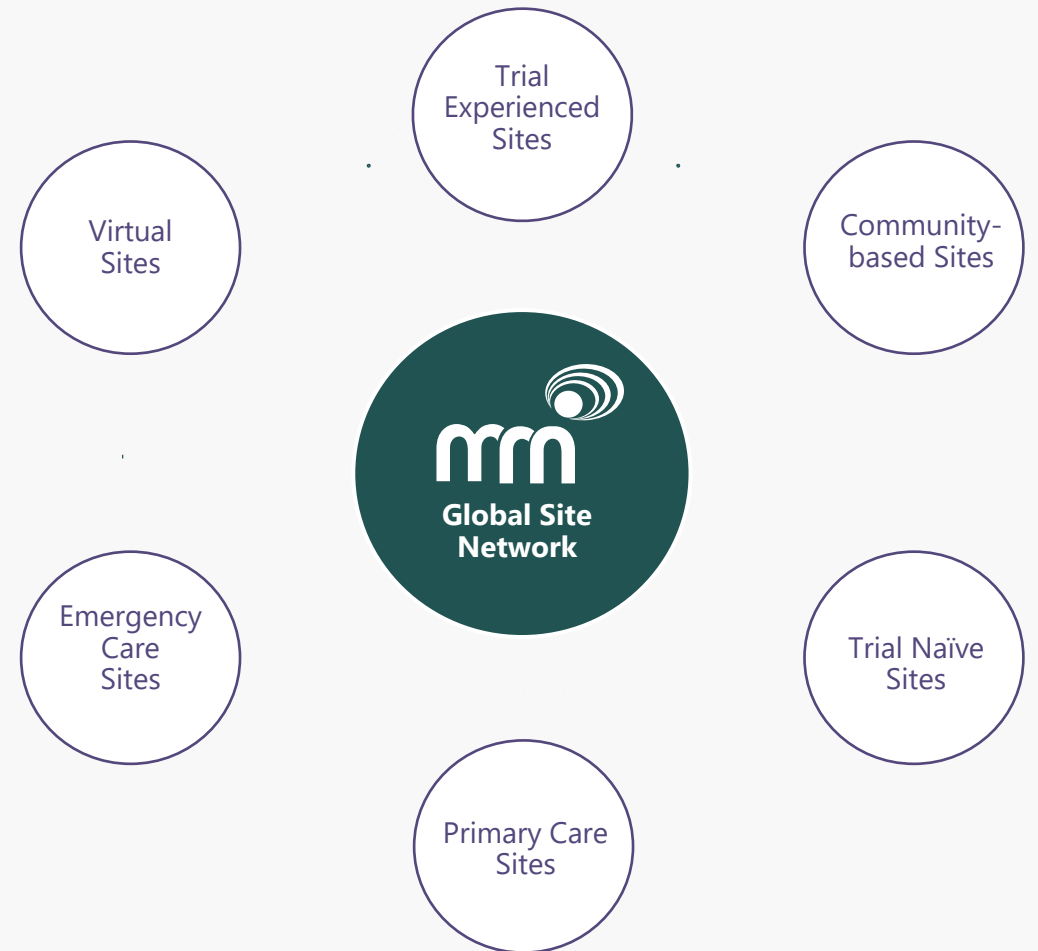 Trial
Experienced
Sites
Virtual
Sites
Community-
based Sites
mrn
Global Site
Network
Emergency
Care
Sites
Trial Naïve
Sites
Primary Care
Sites